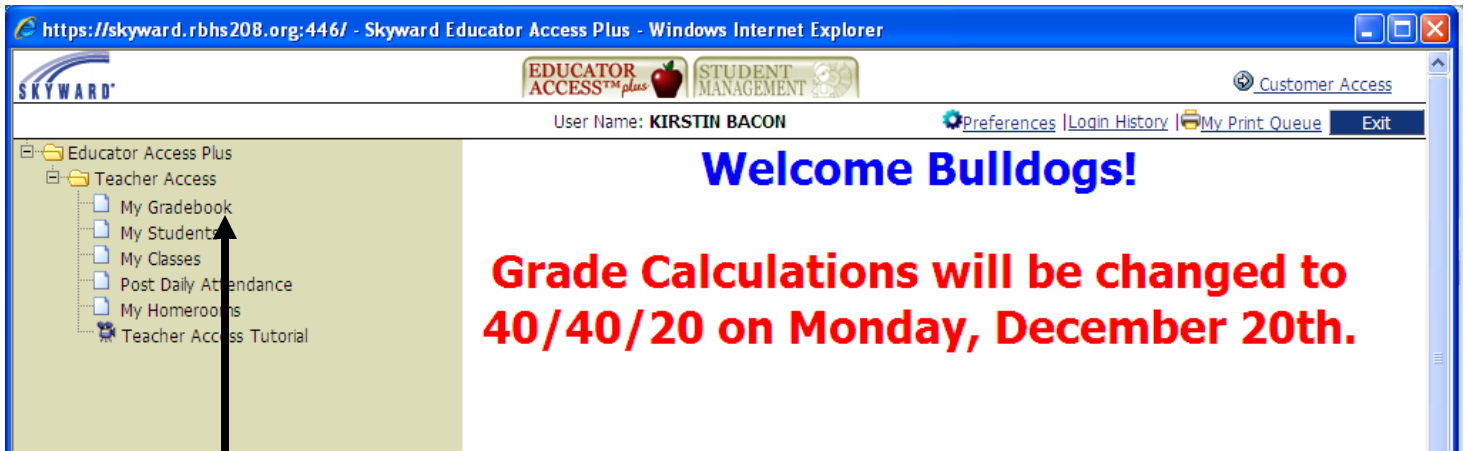 https://skyward.rbhs208.org:446/ - Skyward Educator Access Plus - Windows Internet Explorer
SKYWARD®
EDUCATOR ACCESS™ plus
STUDENT MANAGEMENT
Customer Access
User Name: KIRSTIN BACON
Preferences | Login History | My Print Queue Exit
Educator Access Plus
Teacher Access
My Gradebook
My Students
My Classes
Post Daily Attendance
My Homerooms
Teacher Access Tutorial
Welcome Bulldogs!
Grade Calculations will be changed to
40/40/20 on Monday, December 20th.